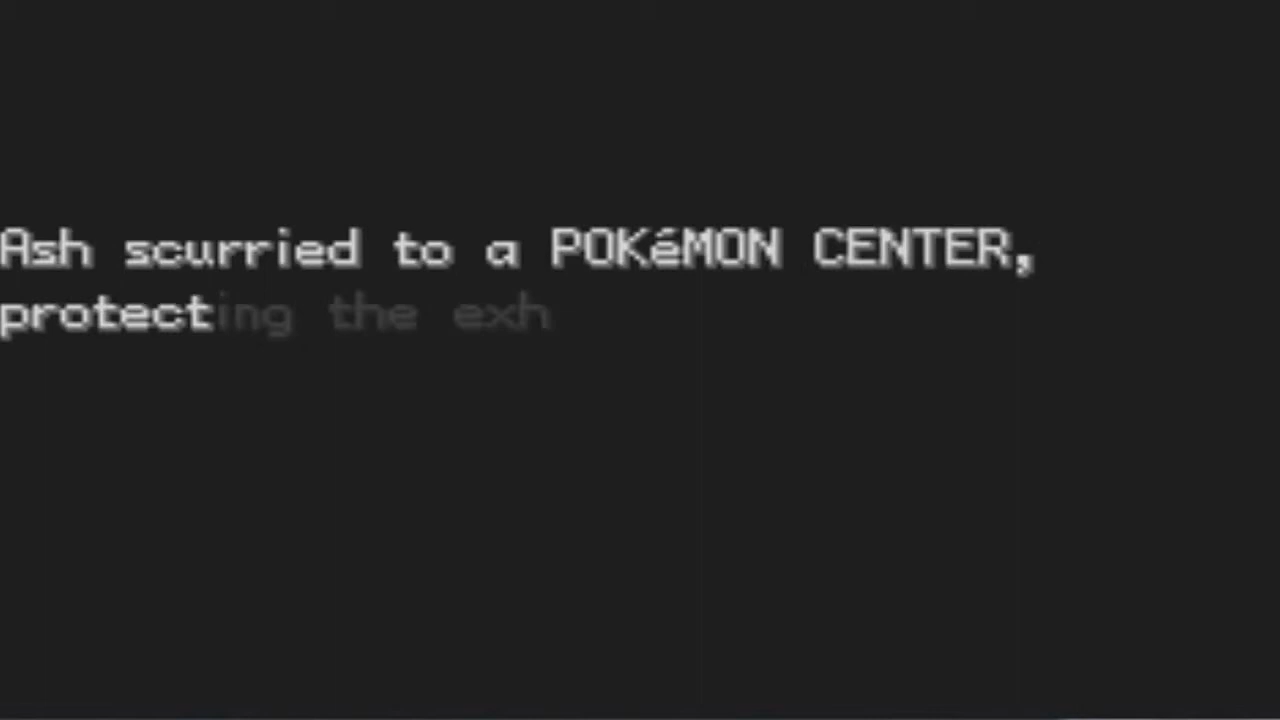 Ash scurried to a POKéMON CENTER,
protecting the exh